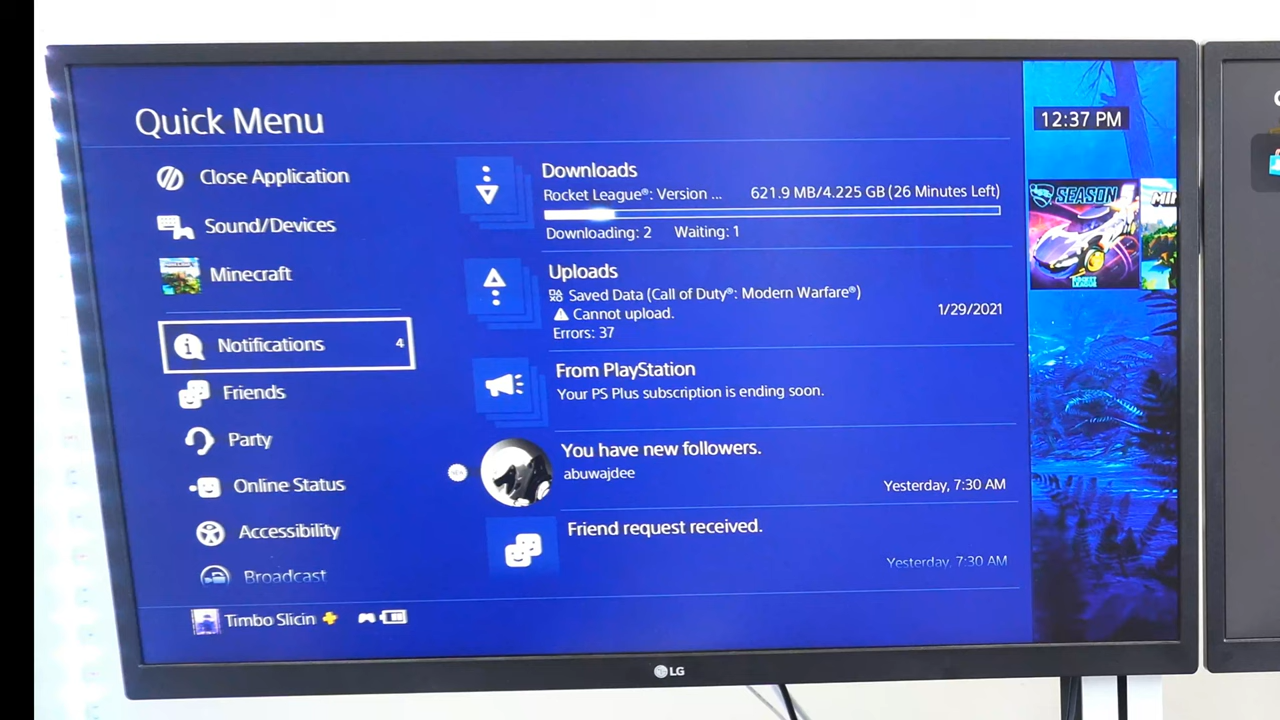 Quick Menu
Close Application
Sound/Devices
Minecraft
Notifications 4
Friends
Party
Online Status
Accessibility
Broadcast
Timbo Slicin
Downloads
Rocket League®: Version ... 621.9 MB/4.225 GB (26 Minutes Left)
Downloading: 2 Waiting: 1
Uploads
Saved Data (Call of Duty®: Modern Warfare®)
Cannot upload.
1/29/2021
Errors: 37
From PlayStation
Your PS Plus subscription is ending soon.
You have new followers.
abuwajdee
Yesterday, 7:30 AM
Friend request received.
Yesterday, 7:30 AM
12:37 PM
SEASON
ROCKET
LEAGUE
LG